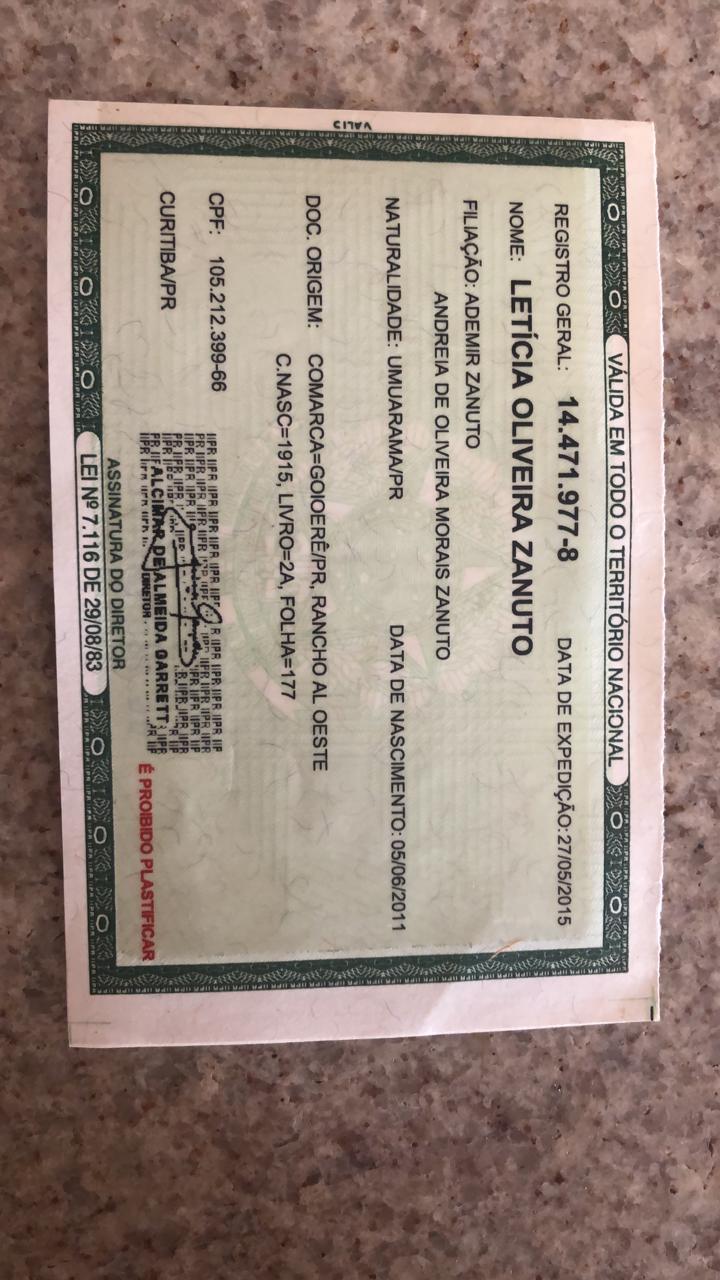 VÁLIDA EM TODO O TERRITÓRIO NACIONAL
REGISTRO GERAL: 14.471.977-8 DATA DE EXPEDIÇÃO: 27/05/2015
NOME: LETÍCIA OLIVEIRA ZANUTO
FILIAÇÃO: ADEMIR ZANUTO
ANDREIA DE OLIVEIRA MORAIS ZANUTO
NATURALIDADE: UMUARAMA/PR DATA DE NASCIMENTO: 05/06/2011
DOC. ORIGEM: COMARCA=GOIOERÊ/PR, RANCHO AL OESTE
C.NASC=1915, LIVRO=2A, FOLHA=177
CPF: 105.212.399-66
CURITIBA/PR
ALCIMAR DE ALMEIDA GARRETT
DIRETOR
ASSINATURA DO DIRETOR
É PROIBIDO PLASTIFICAR
LEI Nº 7.116 DE 29/08/83